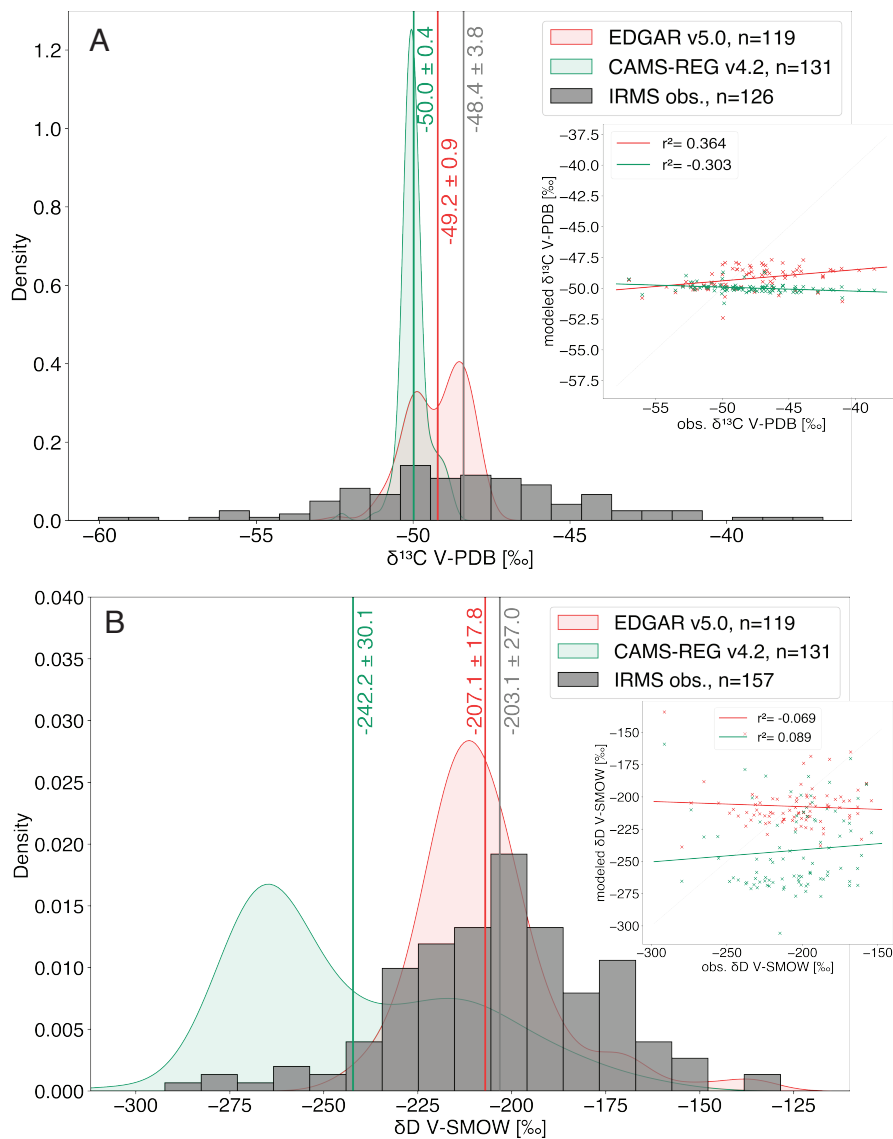 A
EDGAR v5.0, n=119
CAMS-REG v4.2, n=131
IRMS obs., n=126
-50.0 ± 0.4
-49.2 ± 0.9
-48.4 ± 3.8
Density
1.2
1.0
0.8
0.6
0.4
0.2
0.0
−60
−55
−50
−45
−40
δ¹³C V-PDB [‰]
r²= 0.364
r²= -0.303
modeled δ¹³C V-PDB [‰]
−37.5
−40.0
−42.5
−45.0
−47.5
−50.0
−52.5
−55.0
−57.5
−55
−50
−45
−40
obs. δ¹³C V-PDB [‰]
B
EDGAR v5.0, n=119
CAMS-REG v4.2, n=131
IRMS obs., n=157
-242.2 ± 30.1
-207.1 ± 17.8
-203.1 ± 27.0
Density
0.040
0.035
0.030
0.025
0.020
0.015
0.010
0.005
0.000
−300
−275
−250
−225
−200
−175
−150
−125
δD V-SMOW [‰]
r²= -0.069
r²= 0.089
modeled δD V-SMOW [‰]
−150
−175
−200
−225
−250
−275
−300
−300
−250
−200
−150
obs. δD V-SMOW [‰]